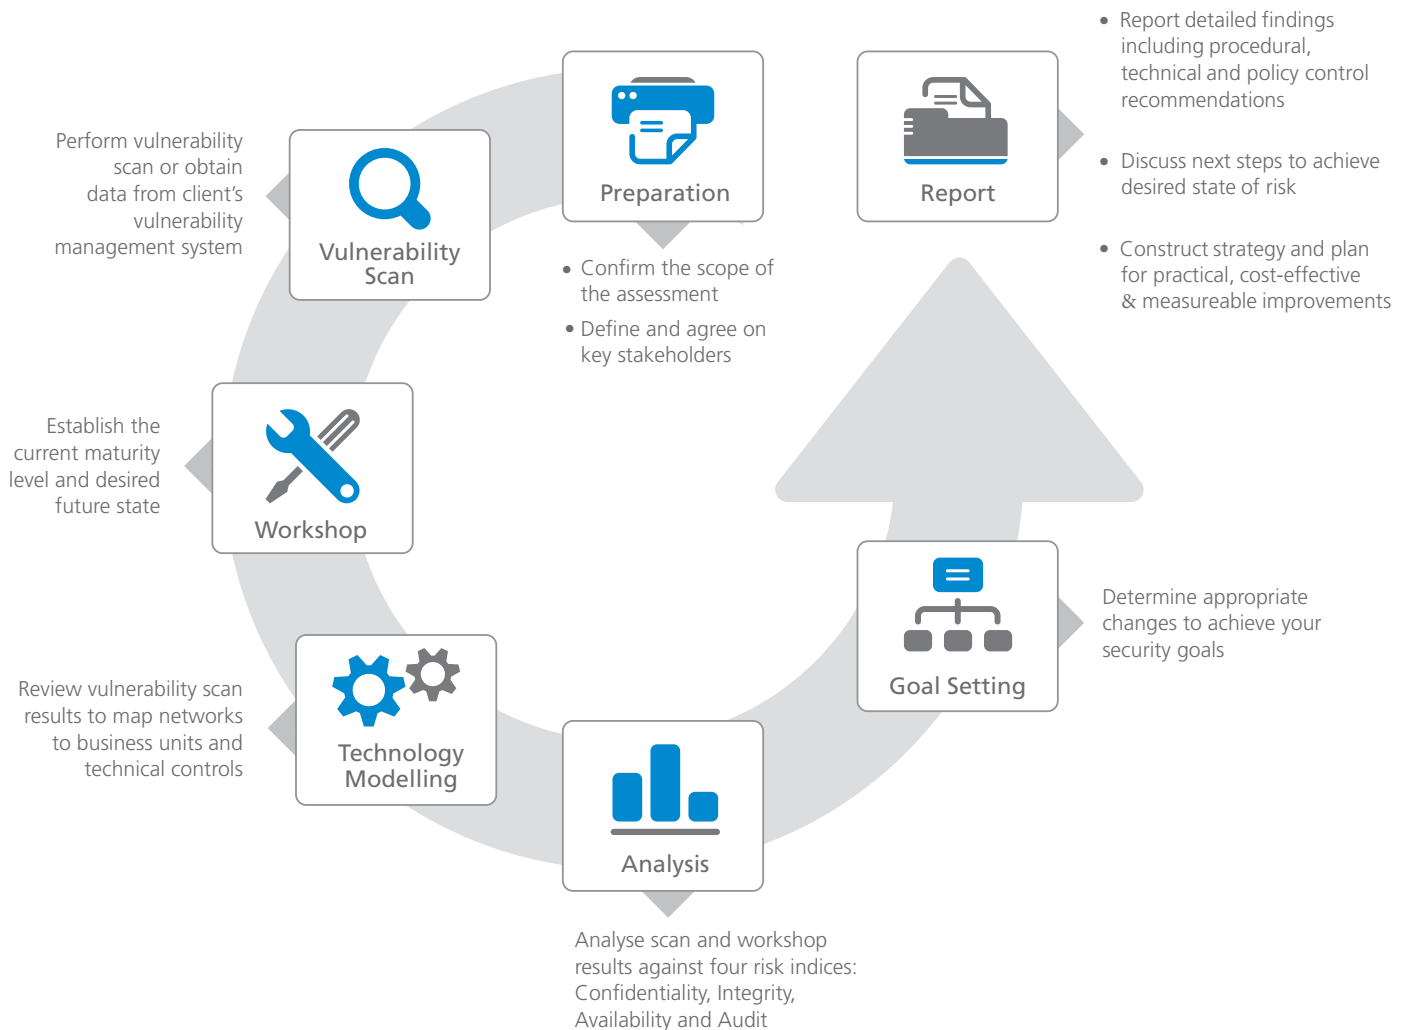 Preparation
• Confirm the scope of
the assessment
• Define and agree on
key stakeholders
Perform vulnerability
scan or obtain
data from client's
vulnerability
management system
Vulnerability
Scan
Establish the
current maturity
level and desired
future state
Workshop
Review vulnerability scan
results to map networks
to business units and
technical controls
Technology
Modelling
Analysis
Analyse scan and workshop
results against four risk indices:
Confidentiality, Integrity,
Availability and Audit
Goal Setting
Determine appropriate
changes to achieve your
security goals
Report
• Report detailed findings
including procedural,
technical and policy control
recommendations
• Discuss next steps to achieve
desired state of risk
• Construct strategy and plan
for practical, cost-effective
& measureable improvements